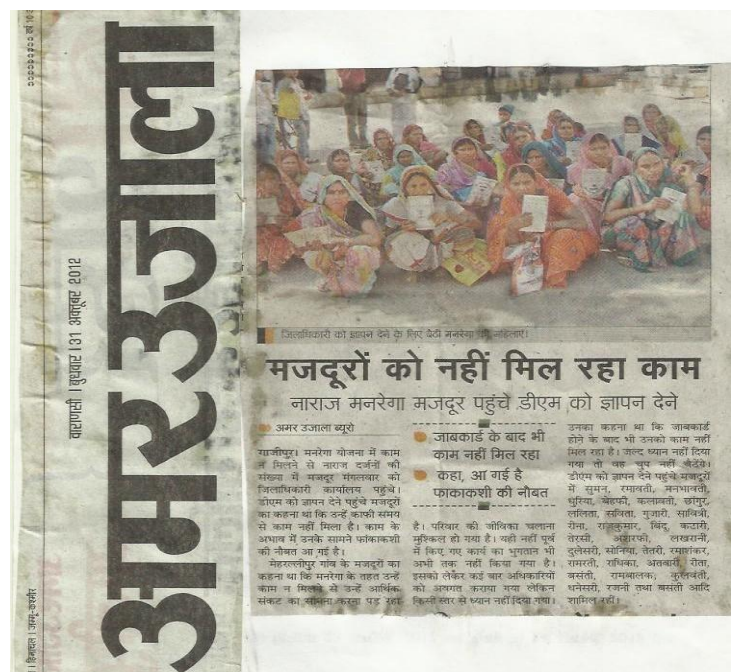 अमर उजाला
वाराणसी । बुधवार । 31 अक्तूबर 2012
। हिमाचल । जम्मू-कश्मीर
जिलाधिकारी को ज्ञापन देने के लिए बैठी मनरेगा की महिलाएं।
मजदूरों को नहीं मिल रहा काम
नाराज मनरेगा मजदूर पहुंचे डीएम को ज्ञापन देने
अमर उजाला ब्यूरो
गाजीपुर। मनरेगा योजना में काम
न मिलने से नाराज दर्जनों की
संख्या में मजदूर मंगलवार को
जिलाधिकारी कार्यालय पहुंचे।
डीएम को ज्ञापन देने पहुंचे मजदूरों
का कहना था कि उन्हें काफी समय
से काम नहीं मिला है। काम के
अभाव में उनके सामने फांकाकशी
की नौबत आ गई है।
मेहरल्लीपुर गांव के मजदूरों का
कहना था कि मनरेगा के तहत उन्हें
काम न मिलने से उन्हें आर्थिक
संकट का सामना करना पड़ रहा
जाबकार्ड के बाद भी
काम नहीं मिल रहा
कहा, आ गई है
फाकाकशी की नौबत
है। परिवार की जीविका चलाना
मुश्किल हो गया है। यही नहीं पूर्व
में किए गए कार्य का भुगतान भी
अभी तक नहीं किया गया है।
इसको लेकर कई बार अधिकारियों
को अवगत कराया गया लेकिन
किसी स्तर से ध्यान नहीं दिया गया।
उनका कहना था कि जाबकार्ड
होने के बाद भी उनको काम नहीं
मिल रहा है। जल्द ध्यान नहीं दिया
गया तो वह चुप नहीं बैठेंगे।
डीएम को ज्ञापन देने पहुंचे मजदूरों
में सुमन, रमावती, मनभावती,
धुरिया, बेहफी, कलावती, छांगुर,
ललिता, सविता, गुजारी, सावित्री,
रीना, राजकुमार, बिंदू, कटारी,
तेरसी, अशरफी, लखरानी,
दुलेसरी, सोनिया, तेतरी, रमाशंकर,
रामरती, राधिका, अतवारी, रीता,
बसंती, रामबालक, कुलवंती,
धनेसरी, रजनी तथा बसंती आदि
शामिल रहीं।